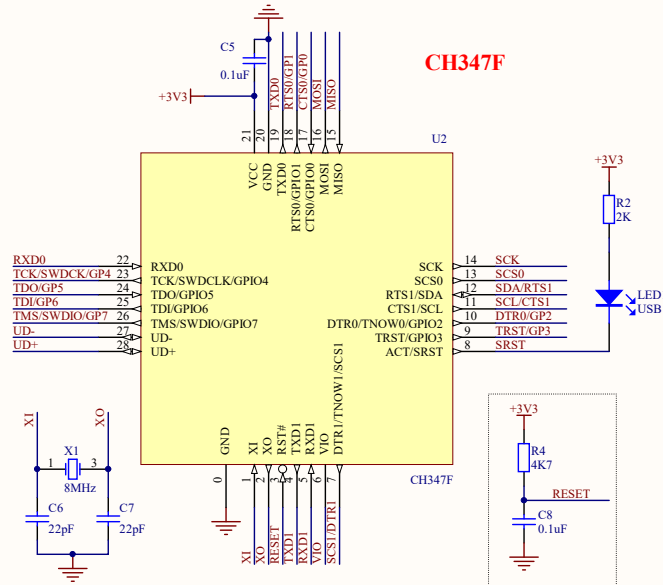 CH347F
C5
0.1uF
+3V3
TXD0
RTS0/GP1
CTS0/GP0
MOSI
MISO
21
20
19
18
17
16
15
U2
VCC
GND
TXD0
RTS0/GPIO1
CTS0/GPIO0
MOSI
MISO
+3V3
R2
2K
LED
USB
RXD0 22 RXD0
TCK/SWDCK/GP4 23 TCK/SWDCLK/GPIO4
TDO/GP5 24 TDO/GPIO5
TDI/GP6 25 TDI/GPIO6
TMS/SWDIO/GP7 26 TMS/SWDIO/GPIO7
UD- 27 UD-
UD+ 28 UD+
SCK 14 SCK
SCS0 13 SCS0
RTS1/SDA 12 SDA/RTS1
CTS1/SCL 11 SCL/CTS1
DTR0/TNOW0/GPIO2 10 DTR0/GP2
TRST/GPIO3 9 TRST/GP3
ACT/SRST 8 SRST
GND
XI
XO
RST#
TXD1
RXD1
VIO
DTR1/TNOW1/SCS1
CH347F
0
1
2
3
4
5
6
7
XI
XO
RESET
TXD1
RXD1
VIO
SCS1/DTR1
XI
XO
X1
1
3
8MHz
C6
22pF
C7
22pF
+3V3
R4
4K7
RESET
C8
0.1uF